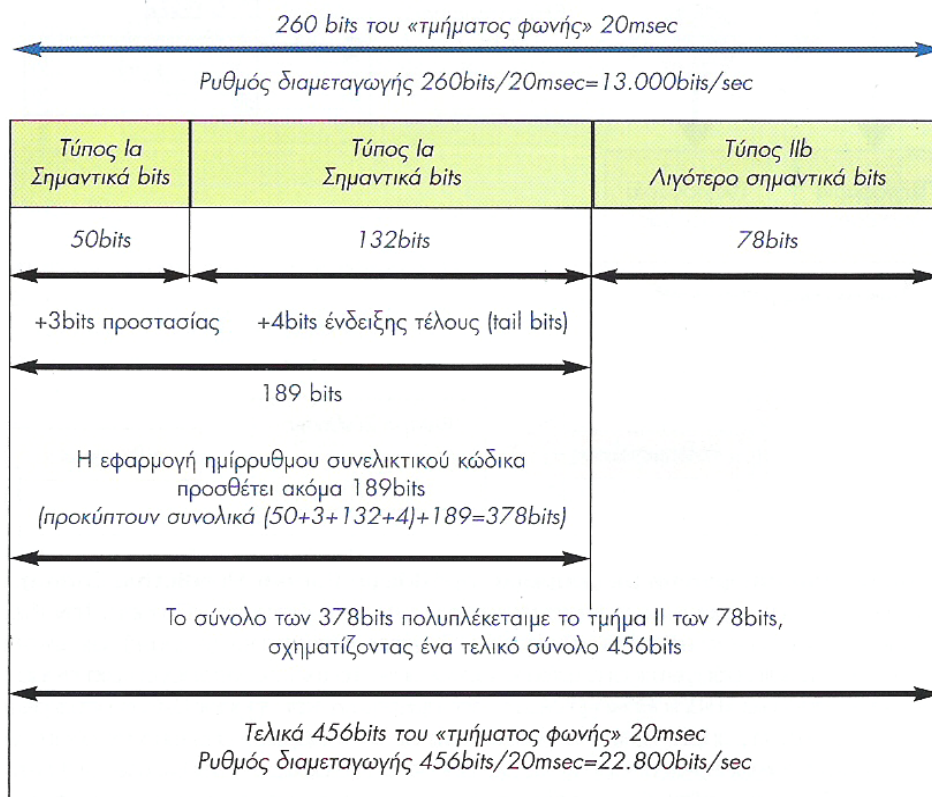 260 bits του «τμήματος φωνής» 20msec
Ρυθμός διαμεταγωγής 260bits/20msec=13.000bits/sec
Τύπος Ia
Σημαντικά bits
Τύπος Ia
Σημαντικά bits
Τύπος IIb
Λιγότερο σημαντικά bits
50bits
132bits
78bits
+3bits προστασίας
+4bits ένδειξης τέλους (tail bits)
189 bits
Η εφαρμογή ημίρρυθμου συνελικτικού κώδικα
προσθέτει ακόμα 189bits
(προκύπτουν συνολικά (50+3+132+4)+189=378bits)
Το σύνολο των 378bits πολυπλέκεταιμε το τμήμα II των 78bits,
σχηματίζοντας ένα τελικό σύνολο 456bits
Τελικά 456bits του «τμήματος φωνής» 20msec
Ρυθμός διαμεταγωγής 456bits/20msec=22.800bits/sec